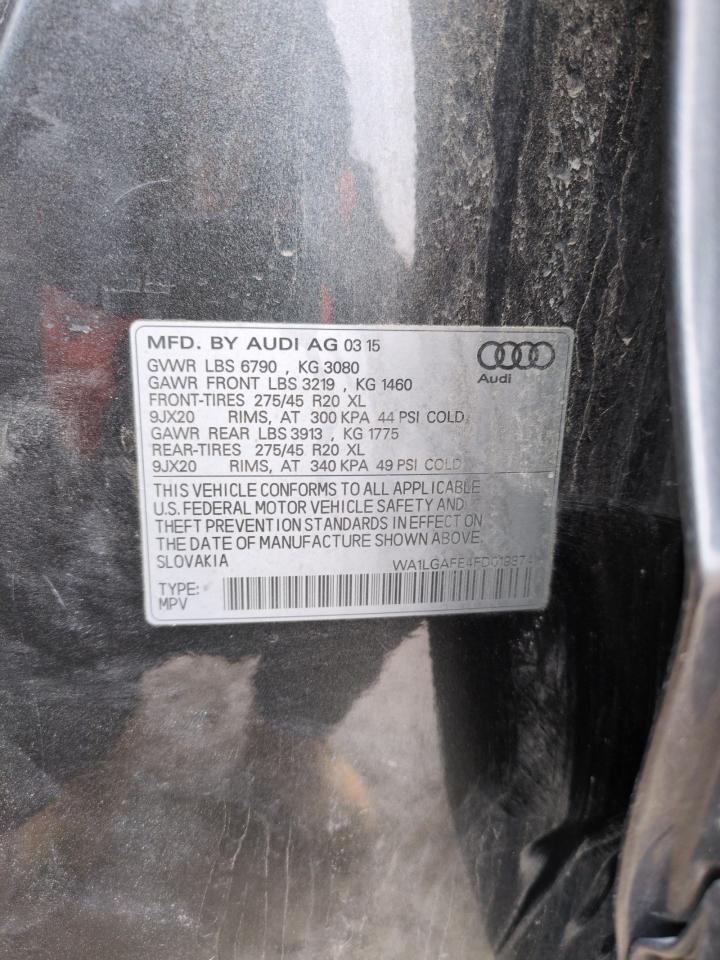 MFD. BY AUDI AG 03 15
Audi
GVWR LBS 6790 , KG 3080
GAWR FRONT LBS 3219 , KG 1460
FRONT-TIRES 275/45 R20 XL
9JX20 RIMS, AT 300 KPA 44 PSI COLD,
GAWR REAR LBS 3913 , KG 1775
REAR-TIRES 275/45 R20 XL
9JX20 RIMS, AT 340 KPA 49 PSI COLD
THIS VEHICLE CONFORMS TO ALL APPLICABLE
U.S. FEDERAL MOTOR VEHICLE SAFETY AND
THEFT PREVENTION STANDARDS IN EFFECT ON
THE DATE OF MANUFACTURE SHOWN ABOVE.
SLOVAKIA
TYPE:
MPV